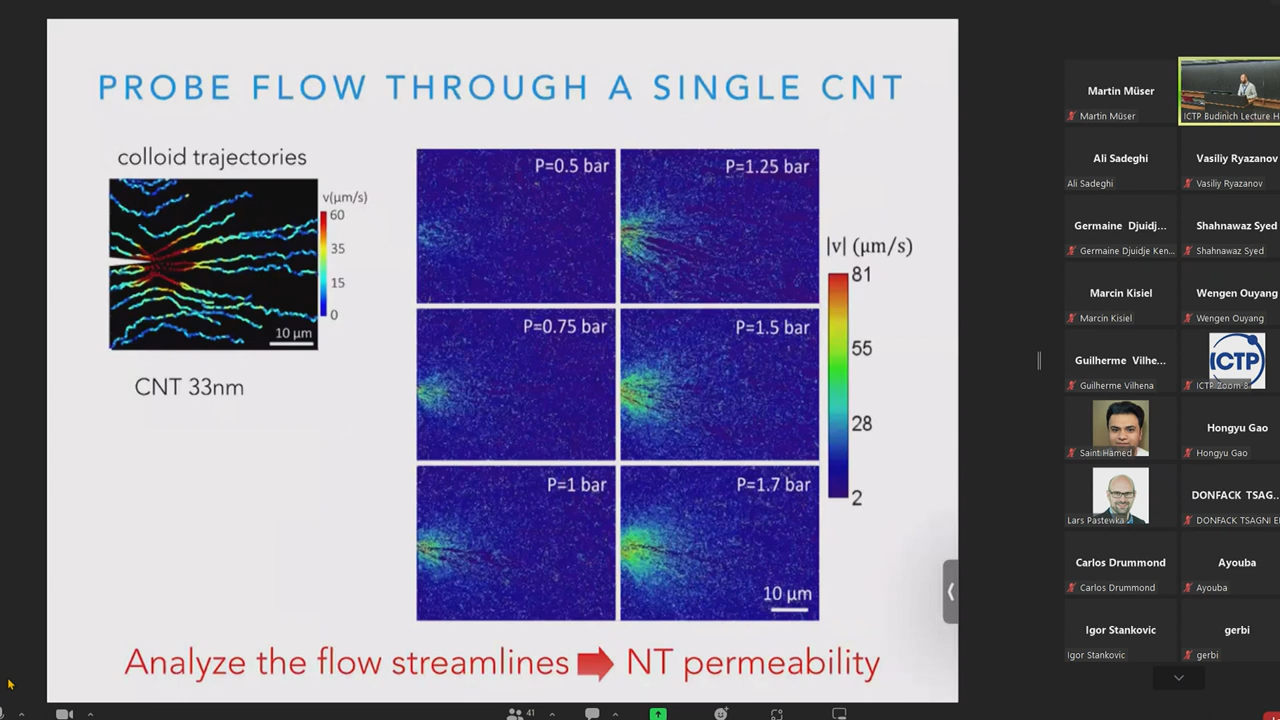 PROBE FLOW THROUGH A SINGLE CNT
colloid trajectories
v(μm/s)
60
35
15
0
10 μm
CNT 33nm
P=0.5 bar
P=1.25 bar
P=0.75 bar
P=1.5 bar
P=1 bar
P=1.7 bar
10 μm
|v| (μm/s)
81
55
28
2
Analyze the flow streamlines NT permeability
Martin Müser
Martin Müser
ICTP Budinich Lecture H
Ali Sadeghi
Ali Sadeghi
Vasiliy Ryazanov
Vasiliy Ryazanov
Germaine Djuidj...
Germaine Djuidje Ken...
Shahnawaz Syed
Shahnawaz Syed
Marcin Kisiel
Marcin Kisiel
Wengen Ouyang
Wengen Ouyang
Guilherme Vilhe...
Guilherme Vilhena
ICTP
ICTP Zoom 8
Saint Hamed
Hongyu Gao
Hongyu Gao
Lars Pastewka
DONFACK TSAG...
DONFACK TSAGNI E
Carlos Drummond
Carlos Drummond
Ayouba
Ayouba
Igor Stankovic
Igor Stankovic
gerbi
gerbi
41